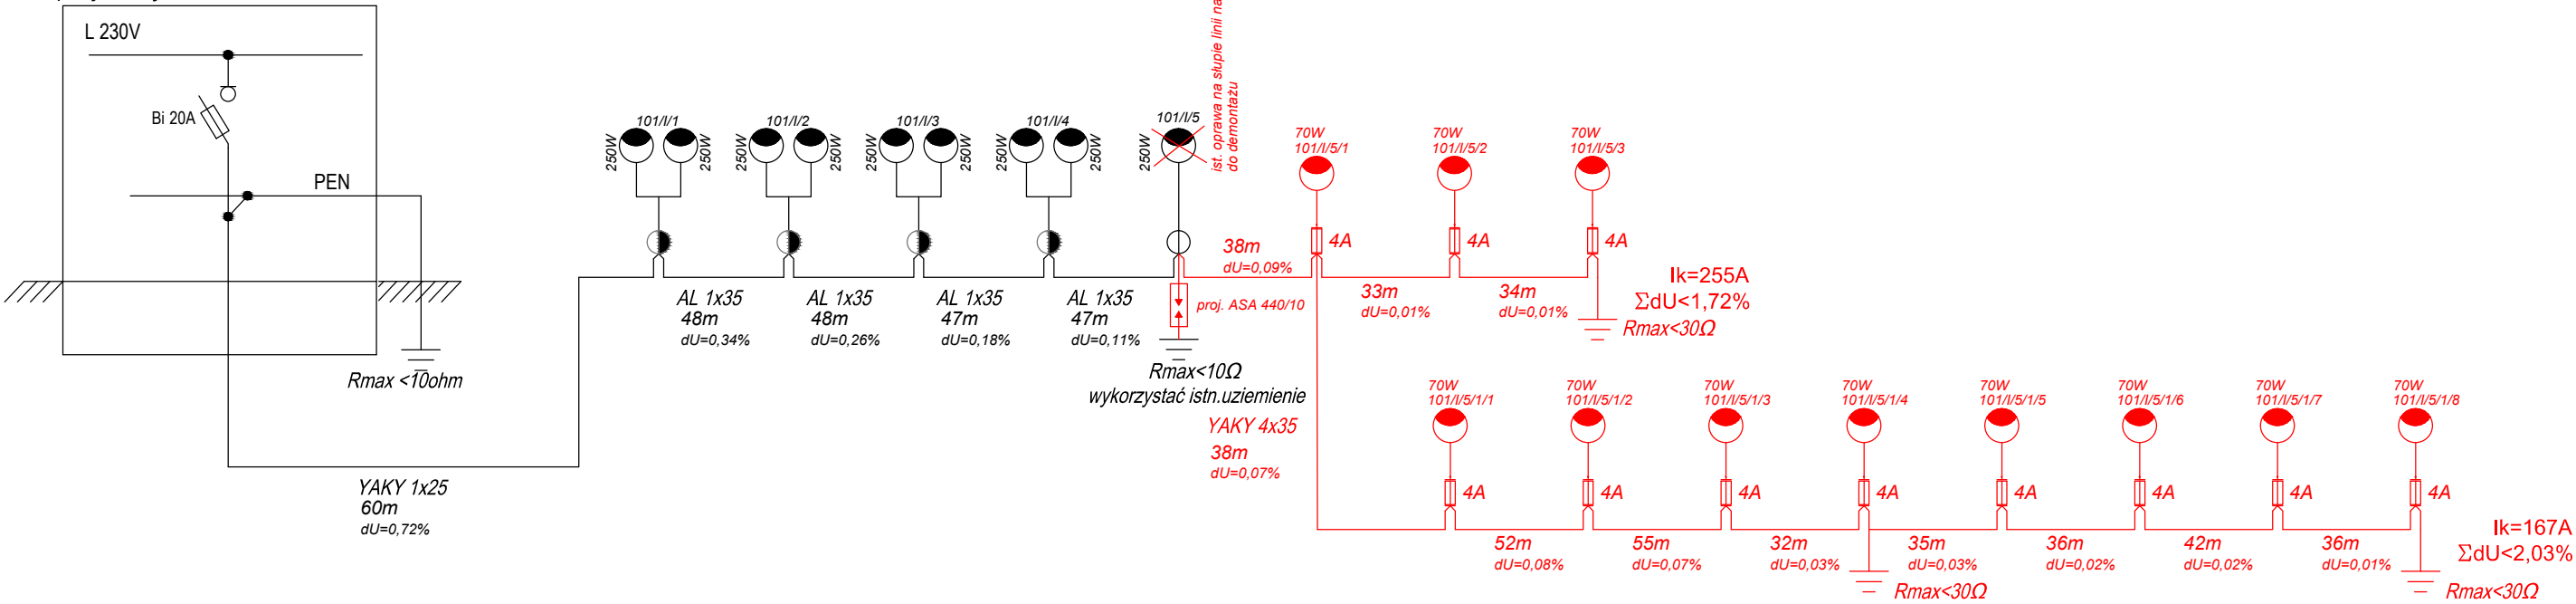 L 230V
Bi 20A
PEN
Rmax <10ohm
YAKY 1x25
60m
dU=0,72%
101/I/1
250W
250W
101/I/2
250W
250W
101/I/3
250W
250W
101/I/4
250W
250W
101/I/5
250W
ist. oprawa na słupie linii
do demontażu
AL 1x35
48m
dU=0,34%
AL 1x35
48m
dU=0,26%
AL 1x35
47m
dU=0,18%
AL 1x35
47m
dU=0,11%
proj. ASA 440/10
Rmax<10Ω
wykorzystać istn.uziemienie
38m
dU=0,09%
70W
101/I/5/1
4A
33m
dU=0,01%
70W
101/I/5/2
4A
34m
dU=0,01%
70W
101/I/5/3
4A
Ik=255A
ΣdU<1,72%
Rmax<30Ω
YAKY 4x35
38m
dU=0,07%
70W
101/I/5/1/1
4A
52m
dU=0,08%
70W
101/I/5/1/2
4A
55m
dU=0,07%
70W
101/I/5/1/3
4A
32m
dU=0,03%
70W
101/I/5/1/4
4A
Rmax<30Ω
35m
dU=0,03%
70W
101/I/5/1/5
4A
36m
dU=0,02%
70W
101/I/5/1/6
4A
42m
dU=0,02%
70W
101/I/5/1/7
4A
36m
dU=0,01%
70W
101/I/5/1/8
4A
Ik=167A
ΣdU<2,03%
Rmax<30Ω